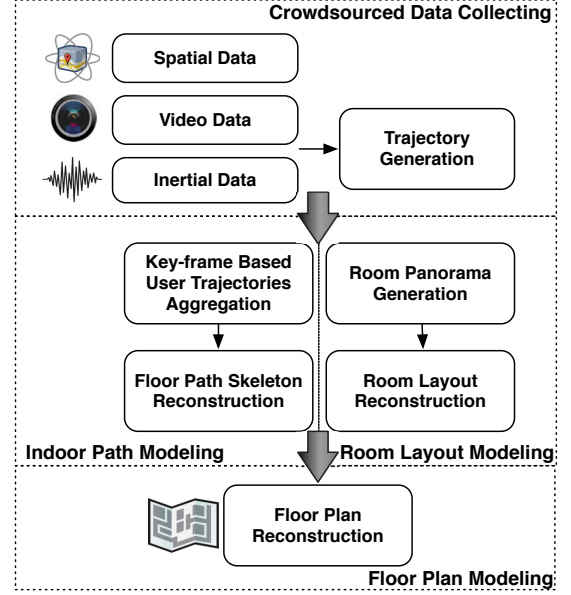 Crowdsourced Data Collecting
Spatial Data
Video Data
Inertial Data
Trajectory
Generation
Key-frame Based
User Trajectories
Aggregation
Floor Path Skeleton
Reconstruction
Room Panorama
Generation
Room Layout
Reconstruction
Indoor Path Modeling
Room Layout Modeling
Floor Plan
Reconstruction
Floor Plan Modeling